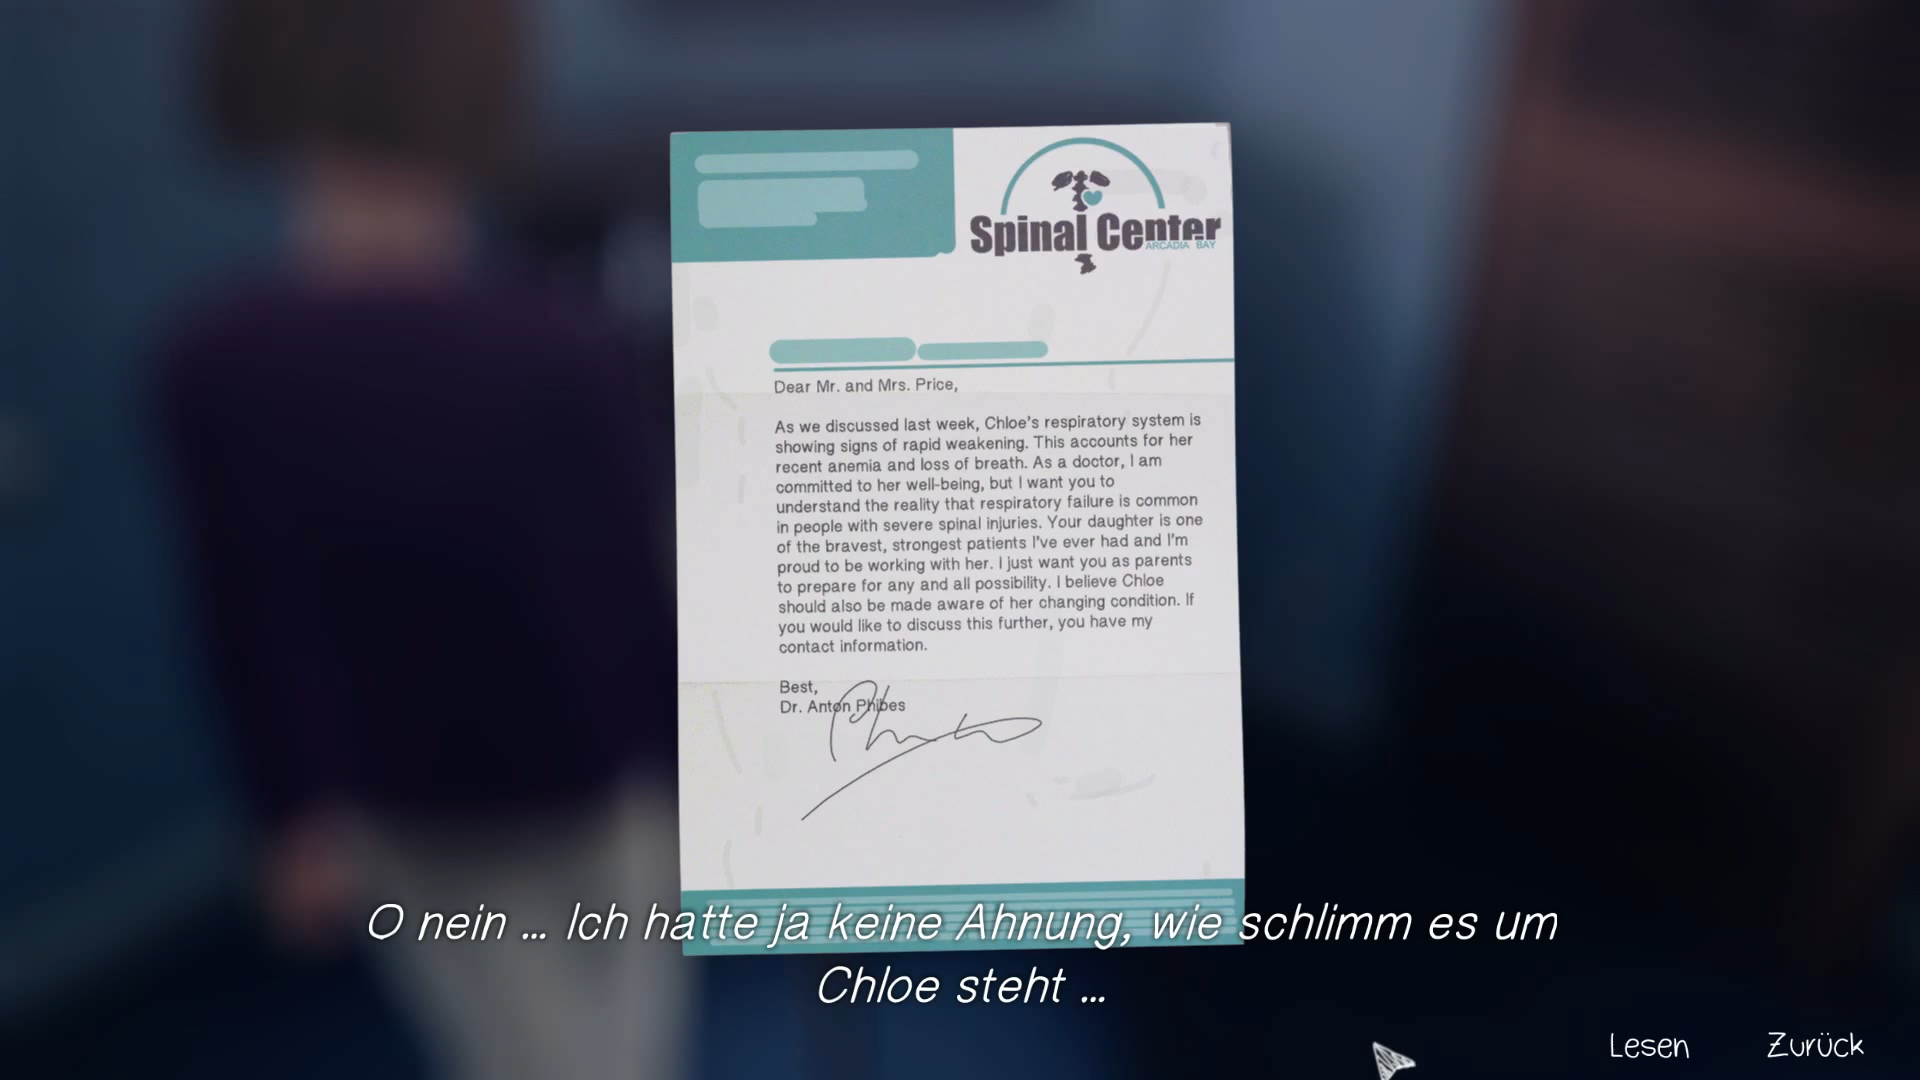 Spinal Center
ARCADIA BAY
Dear Mr. and Mrs. Price,
As we discussed last week, Chloe's respiratory system is
showing signs of rapid weakening. This accounts for her
recent anemia and loss of breath. As a doctor, I am
committed to her well-being, but I want you to
understand the reality that respiratory failure is common
in people with severe spinal injuries. Your daughter is one
of the bravest, strongest patients I've ever had and I'm
proud to be working with her. I just want you as parents
to prepare for any and all possibility. I believe Chloe
should also be made aware of her changing condition. If
you would like to discuss this further, you have my
contact information.
Best,
Dr. Anton Phibes
O nein ... Ich hatte ja keine Ahnung, wie schlimm es um
Chloe steht ...
Lesen Zurück